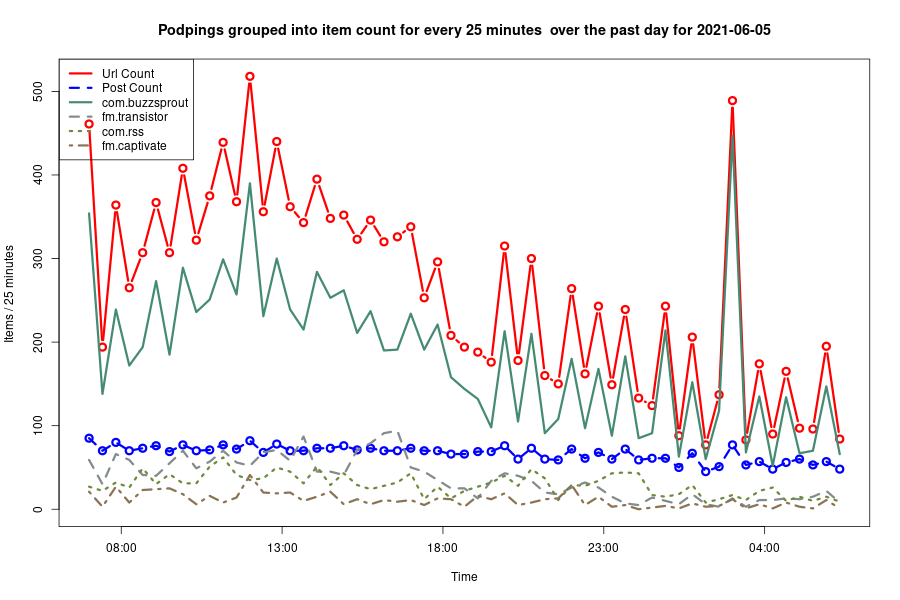 Podpings grouped into item count for every 25 minutes  over the past day for 2021-06-05
Url Count
Post Count
com.buzzsprout
fm.transistor
com.rss
fm.captivate
Items / 25 minutes
500
400
300
200
100
0
08:00
13:00
18:00
23:00
04:00
Time